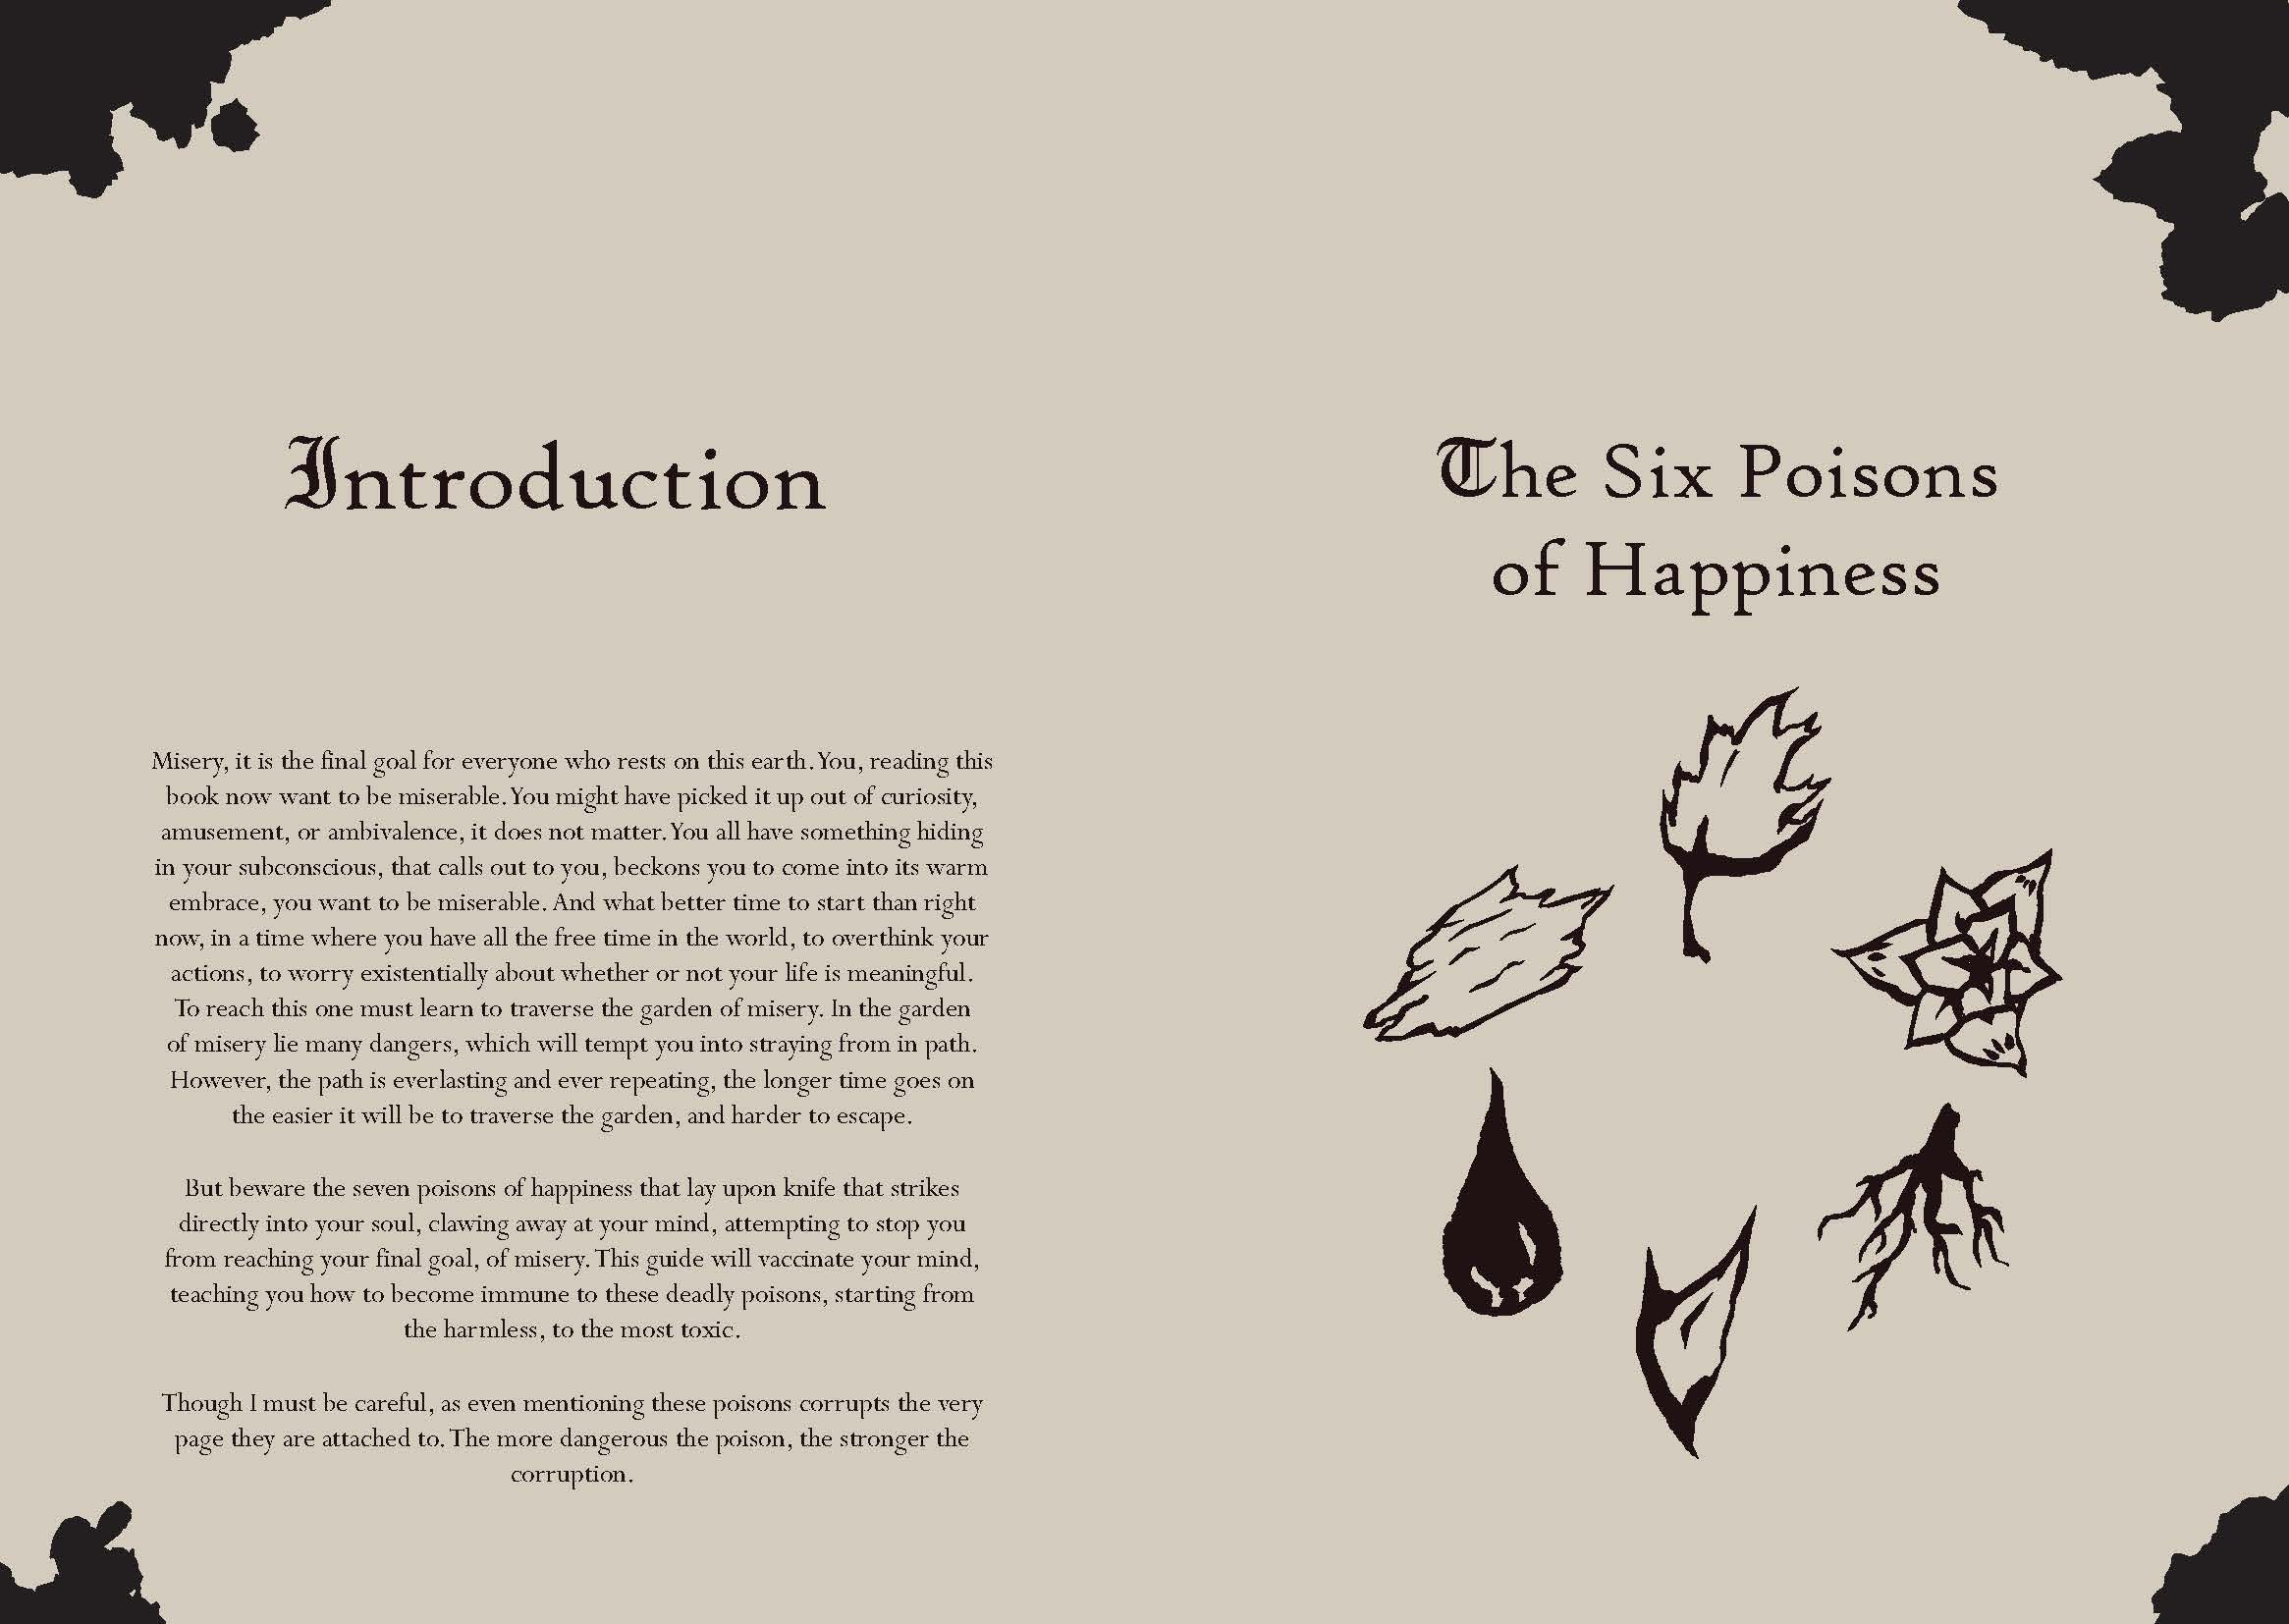 Introduction
Misery, it is the final goal for everyone who rests on this earth. You, reading this
book now want to be miserable. You might have picked it up out of curiosity,
amusement, or ambivalence, it does not matter. You all have something hiding
in your subconscious, that calls out to you, beckons you to come into its warm
embrace, you want to be miserable. And what better time to start than right
now, in a time where you have all the free time in the world, to overthink your
actions, to worry existentially about whether or not your life is meaningful.
To reach this one must learn to traverse the garden of misery. In the garden
of misery lie many dangers, which will tempt you into straying from in path.
However, the path is everlasting and ever repeating, the longer time goes on
the easier it will be to traverse the garden, and harder to escape.
But beware the seven poisons of happiness that lay upon knife that strikes
directly into your soul, clawing away at your mind, attempting to stop you
from reaching your final goal, of misery. This guide will vaccinate your mind,
teaching you how to become immune to these deadly poisons, starting from
the harmless, to the most toxic.
Though I must be careful, as even mentioning these poisons corrupts the very
page they are attached to. The more dangerous the poison, the stronger the
corruption.
The Six Poisons
of Happiness